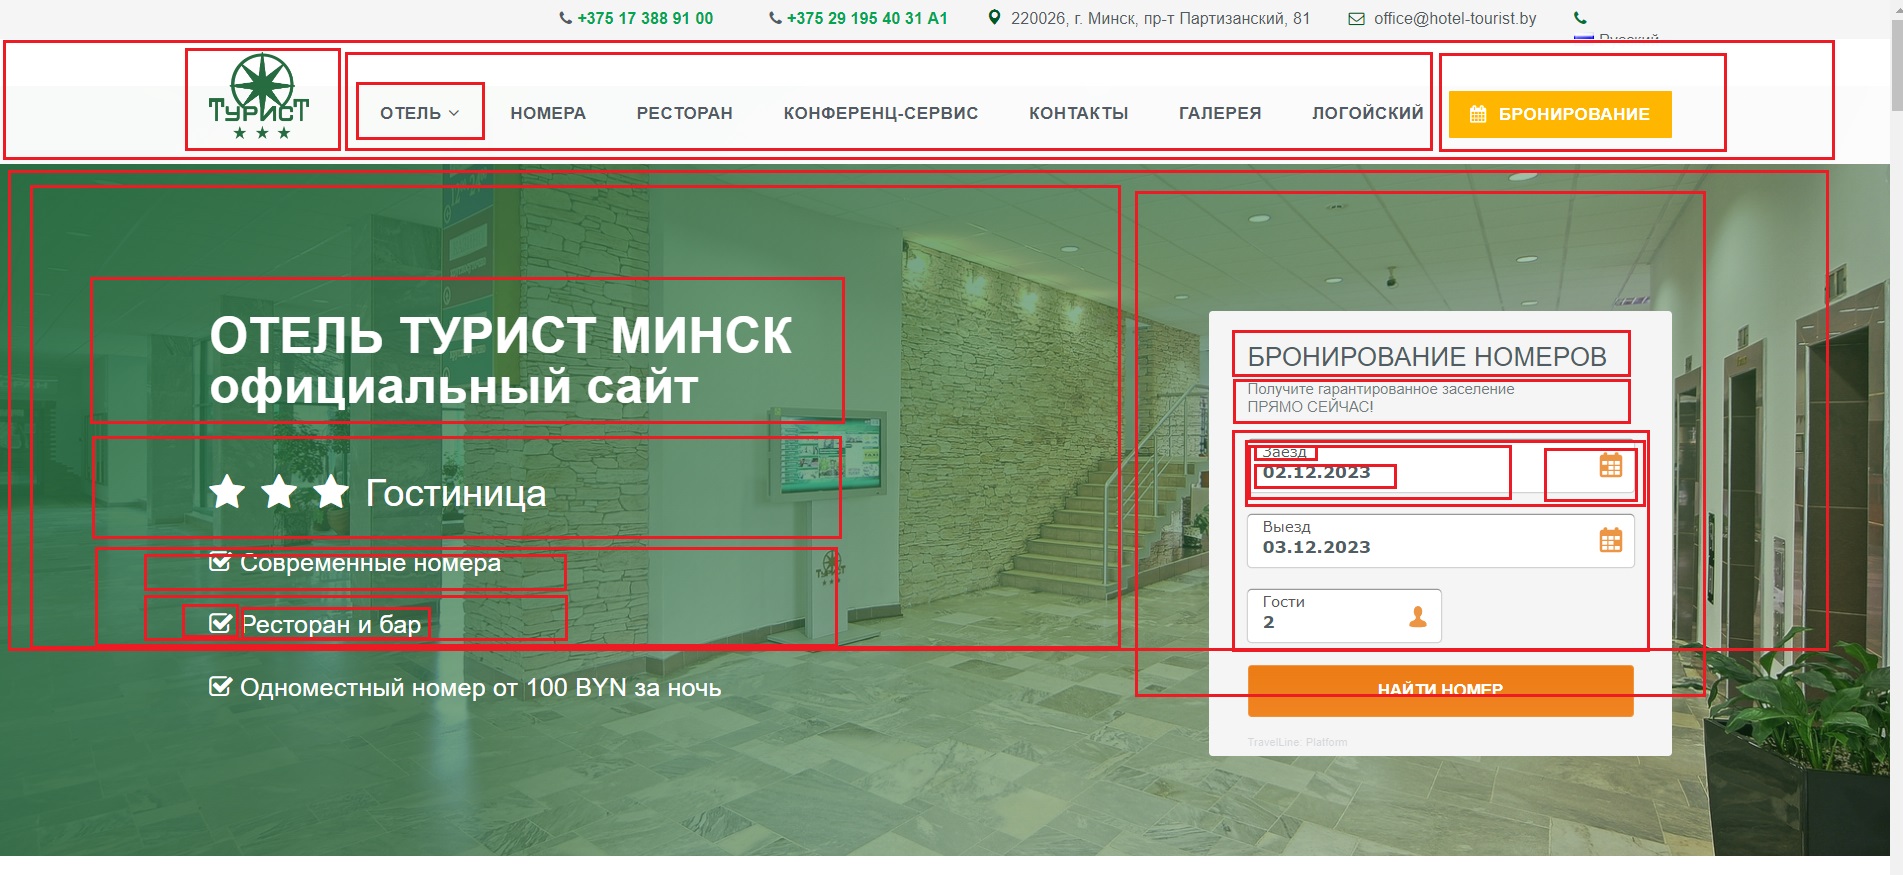 +375 17 388 91 00
+375 29 195 40 31 A1
220026, г. Минск, пр-т Партизанский, 81
office@hotel-tourist.by
Русский
ТУРИСТ
ОТЕЛЬ
НОМЕРА
РЕСТОРАН
КОНФЕРЕНЦ-СЕРВИС
КОНТАКТЫ
ГАЛЕРЕЯ
ЛОГОЙСКИЙ
БРОНИРОВАНИЕ
ОТЕЛЬ ТУРИСТ МИНСК
официальный сайт
Гостиница
Современные номера
Ресторан и бар
Одноместный номер от 100 BYN за ночь
БРОНИРОВАНИЕ НОМЕРОВ
Получите гарантированное заселение
ПРЯМО СЕЙЧАС!
Заезд
02.12.2023
Выезд
03.12.2023
Гости
2
НАЙТИ НОМЕР
TravelLine: Platform